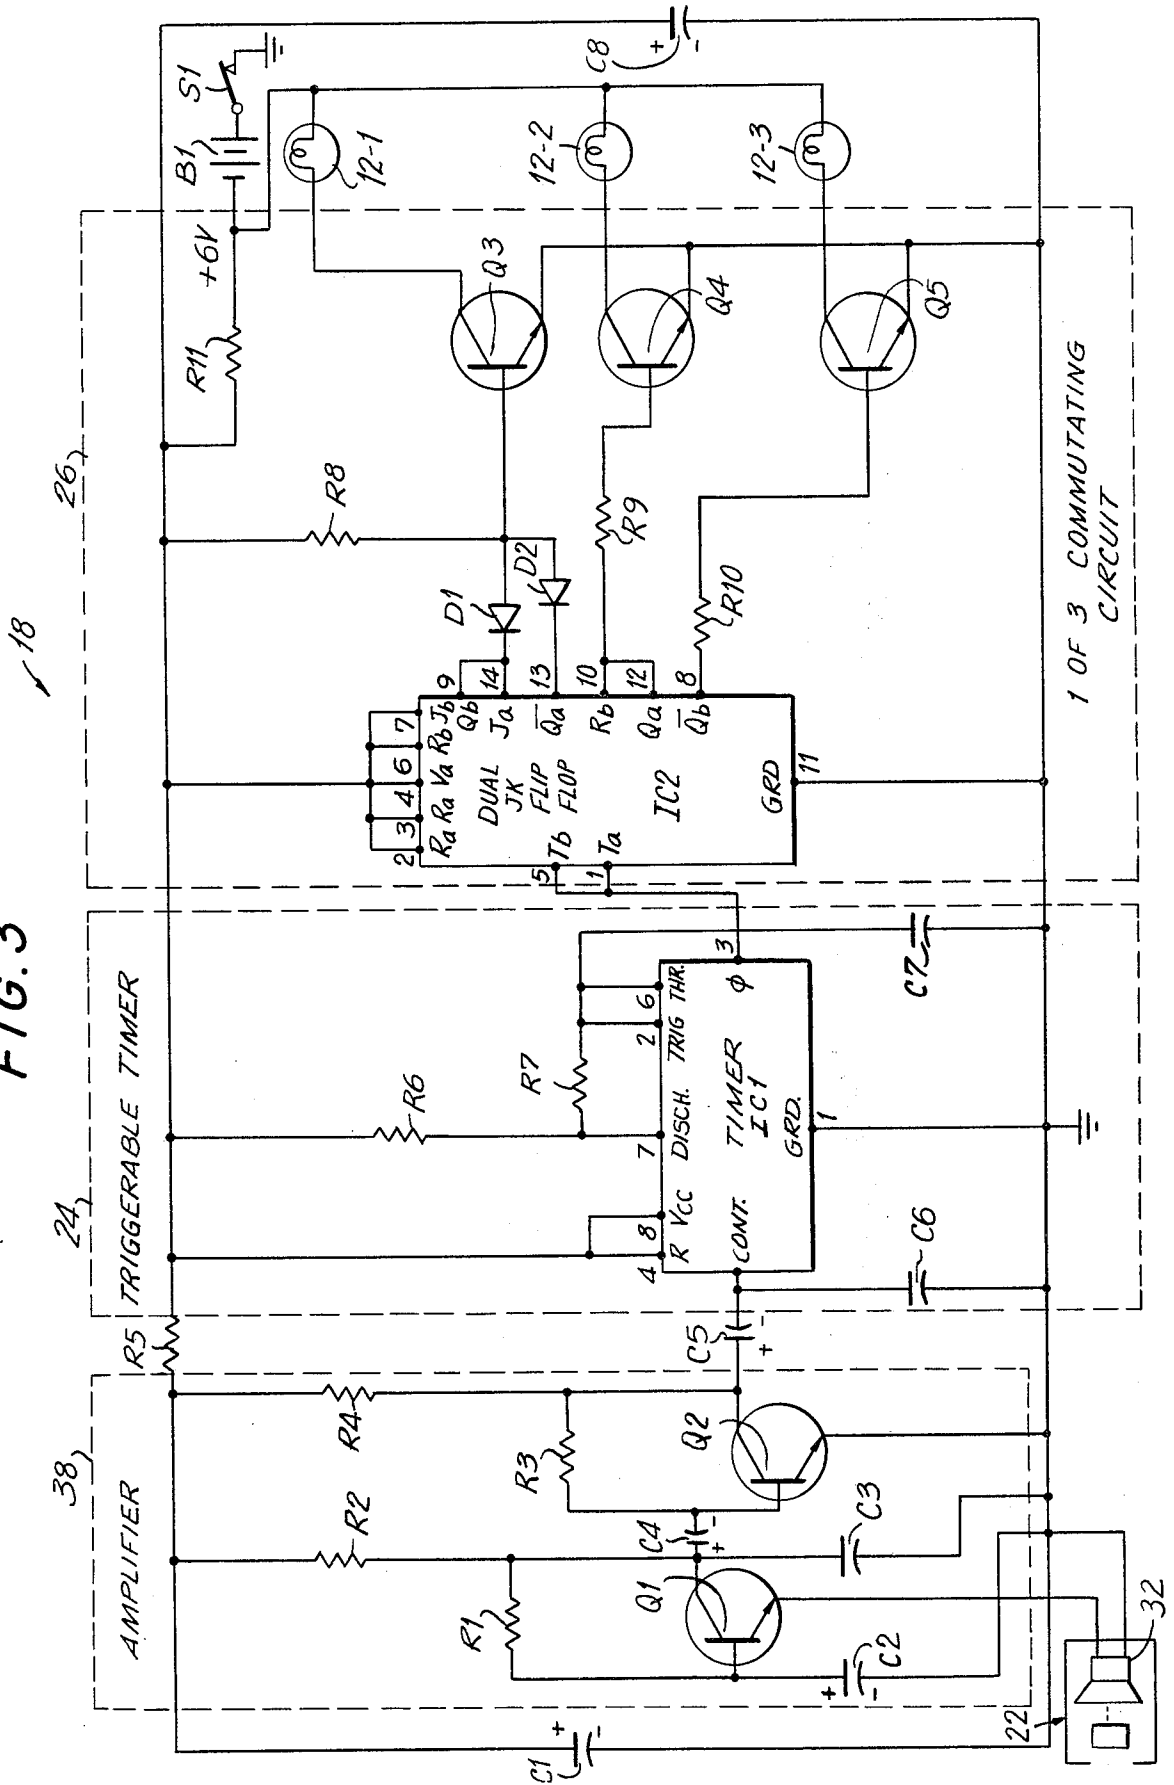 FIG. 3
18
38
AMPLIFIER
24
TRIGGERABLE TIMER
26
1 OF 3 COMMUTATING
CIRCUIT
C1
+
-
R1
R2
Q1
C2
+
-
C3
C4
+
-
R3
R4
Q2
22
32
R5
C5
+
-
C6
4
R
8
VCC
CONT.
7
DISCH.
2
TRIG
6
THR.
TIMER
IC1
GRD.
1
φ
3
R6
R7
C7
5
Tb
1
Ta
2
Ra
3
Ra
4
Va
6
Rb
7
Jb
DUAL
JK
FLIP
FLOP
IC2
GRD
11
9
Qb
14
Ja
13
Q̅a
10
Rb
12
Qa
8
Q̅b
D1
D2
R8
R9
R10
R11
+6V
B1
S1
Q3
Q4
Q5
12-1
12-2
12-3
C8
+
-